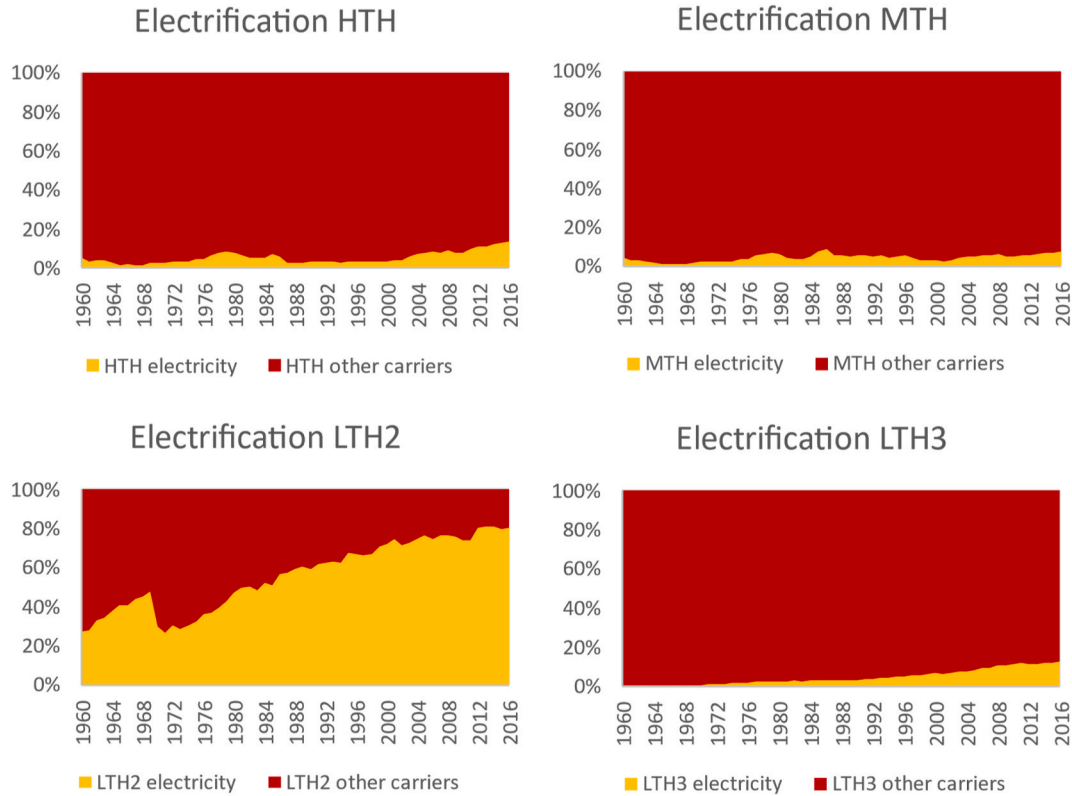 Electrification HTH
100%
80%
60%
40%
20%
0%
1960 1964 1968 1972 1976 1980 1984 1988 1992 1996 2000 2004 2008 2012 2016
HTH electricity HTH other carriers
Electrification MTH
100%
80%
60%
40%
20%
0%
1960 1964 1968 1972 1976 1980 1984 1988 1992 1996 2000 2004 2008 2012 2016
MTH electricity MTH other carriers
Electrification LTH2
100%
80%
60%
40%
20%
0%
1960 1964 1968 1972 1976 1980 1984 1988 1992 1996 2000 2004 2008 2012 2016
LTH2 electricity LTH2 other carriers
Electrification LTH3
100%
80%
60%
40%
20%
0%
1960 1964 1968 1972 1976 1980 1984 1988 1992 1996 2000 2004 2008 2012 2016
LTH3 electricity LTH3 other carriers